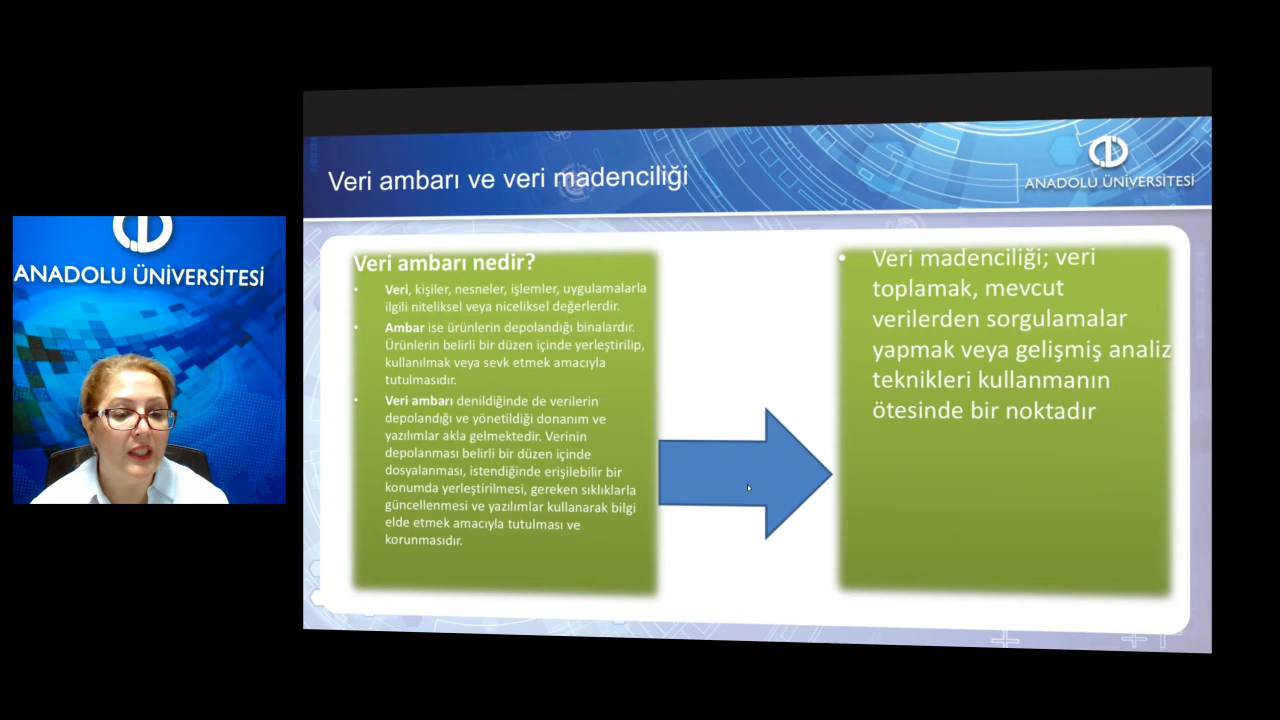 ANADOLU ÜNİVERSİTESİ
Veri ambarı ve veri madenciliği
ANADOLU ÜNİVERSİTESİ
Veri ambarı nedir?
• Veri, kişiler, nesneler, işlemler, uygulamalarla
ilgili niteliksel veya niceliksel değerlerdir.
• Ambar ise ürünlerin depolandığı binalardır.
Ürünlerin belirli bir düzen içinde yerleştirilip,
kullanılmak veya sevk etmek amacıyla
tutulmasıdır.
• Veri ambarı denildiğinde de verilerin
depolandığı ve yönetildiği donanım ve
yazılımlar akla gelmektedir. Verinin
depolanması belirli bir düzen içinde
dosyalanması, istendiğinde erişilebilir bir
konumda yerleştirilmesi, gereken sıklıklarla
güncellenmesi ve yazılımlar kullanarak bilgi
elde etmek amacıyla tutulması ve
korunmasıdır.
• Veri madenciliği; veri
toplamak, mevcut
verilerden sorgulamalar
yapmak veya gelişmiş analiz
teknikleri kullanmanın
ötesinde bir noktadır